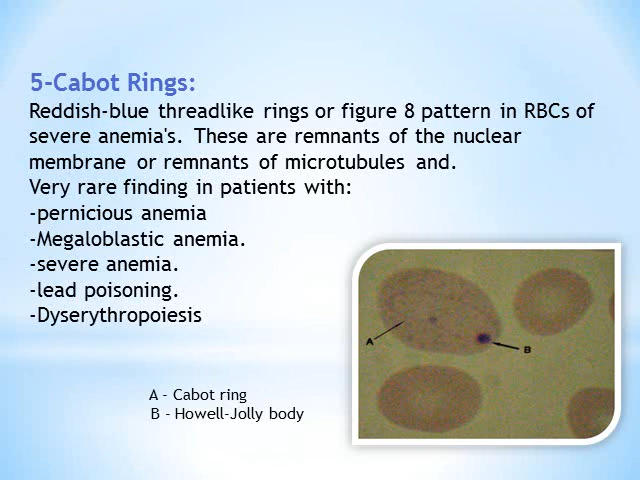 5-Cabot Rings:
Reddish-blue threadlike rings or figure 8 pattern in RBCs of
severe anemia's. These are remnants of the nuclear
membrane or remnants of microtubules and.
Very rare finding in patients with:
-pernicious anemia
-Megaloblastic anemia.
-severe anemia.
-lead poisoning.
-Dyserythropoiesis
A
B
A - Cabot ring
B - Howell-Jolly body